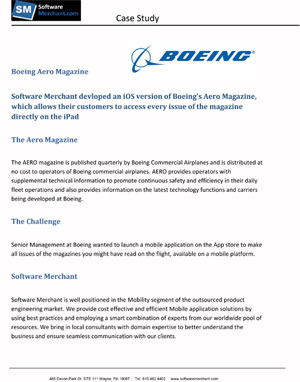 SM Software
Merchant.com
Case Study
BOEING
Boeing Aero Magazine
Software Merchant devloped an iOS version of Boeing's Aero Magazine,
which allows their customers to access every issue of the magazine
directly on the iPad
The Aero Magazine
The AERO magazine is published quarterly by Boeing Commercial Airplanes and is distributed at
no cost to operators of Boeing commercial airplanes. AERO provides operators with
supplemental technical information to promote continuous safety and efficiency in their daily
fleet operations and also provides information on the latest technology functions and carriers
being developed at Boeing.
The Challenge
Senior Management at Boeing wanted to launch a mobile application on the App store to make
all issues of the magazines you might have read on the flight, available on a mobile platform.
Software Merchant
Software Merchant is well positioned in the Mobility segment of the outsourced product
engineering market. We provide cost effective and efficient Mobile application solutions by
using best practices and employing a smart combination of experts from our worldwide pool of
resources. We bring in local consultants with domain expertise to better understand the
business and ensure seamless communication with our clients.
485 Devon Park Dr. STE 111 Wayne, PA 19087 Tel: 610.462.4402 www.softwaremerchant.com